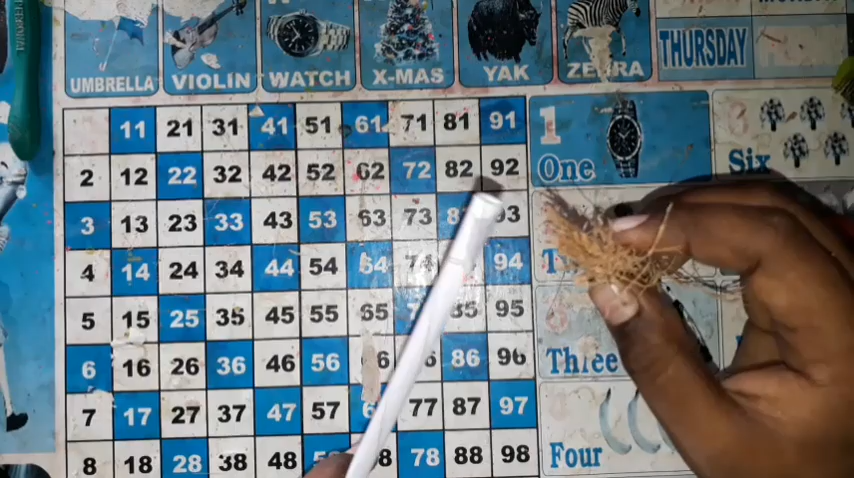 UMBRELLA VIOLIN WATCH X-MAS YAK ZEBRA THURSDAY
11 21 31 41 51 61 71 81 91 1
One Six
2 12 22 32 42 52 62 72 82 92
3 13 23 33 43 53 63 73 93
4 14 24 34 44 54 64 74 94
5 15 25 35 45 55 65 95
Three
6 16 26 36 46 56 86 96
7 17 27 37 47 57 77 87 97
Four
8 18 28 38 48 78 88 98